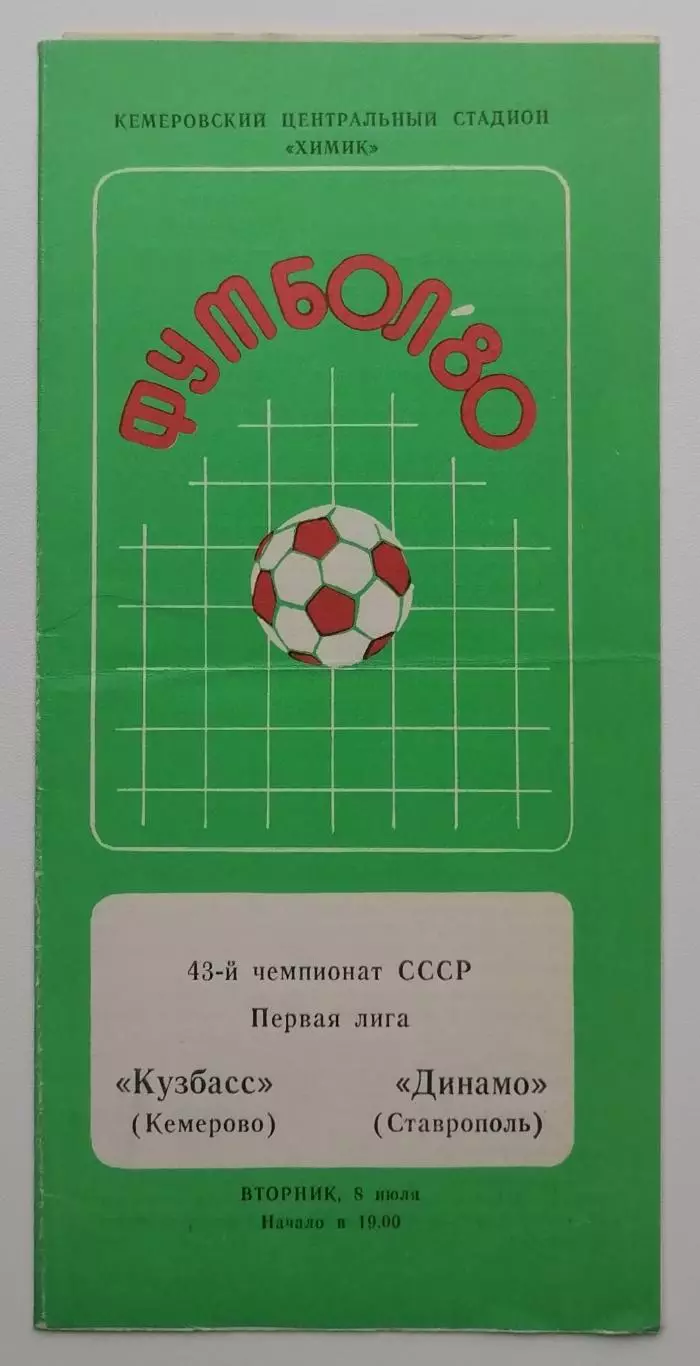 КЕМЕРОВСКИЙ ЦЕНТРАЛЬНЫЙ СТАДИОН
«ХИМИК»
ФУТБОЛ'80
43-й чемпионат СССР
Первая лига
«Кузбасс» «Динамо»
(Кемерово) (Ставрополь)
ВТОРНИК, 8 июля
Начало в 19.00